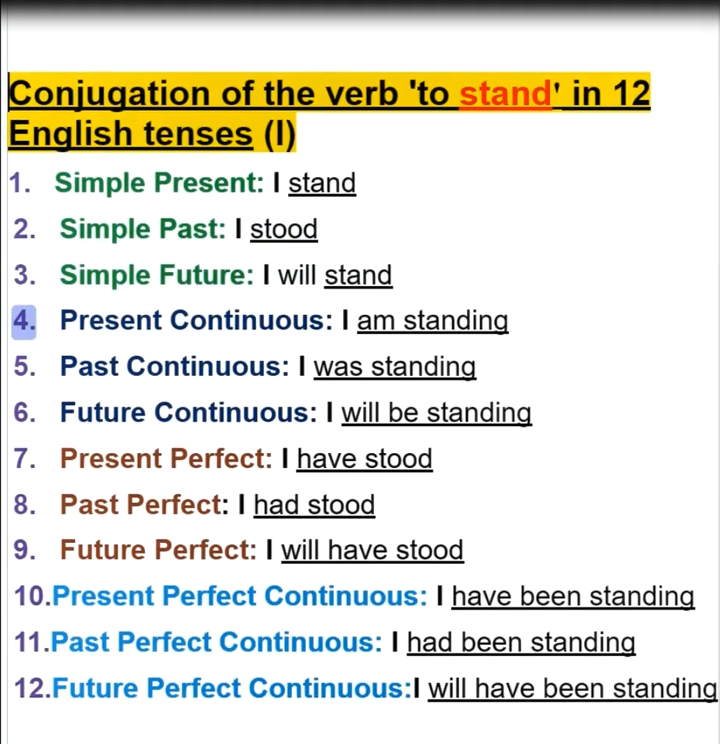 Conjugation of the verb 'to stand' in 12
English tenses (I)
1. Simple Present: I stand
2. Simple Past: I stood
3. Simple Future: I will stand
4. Present Continuous: I am standing
5. Past Continuous: I was standing
6. Future Continuous: I will be standing
7. Present Perfect: I have stood
8. Past Perfect: I had stood
9. Future Perfect: I will have stood
10.Present Perfect Continuous: I have been standing
11.Past Perfect Continuous: I had been standing
12.Future Perfect Continuous:I will have been standing